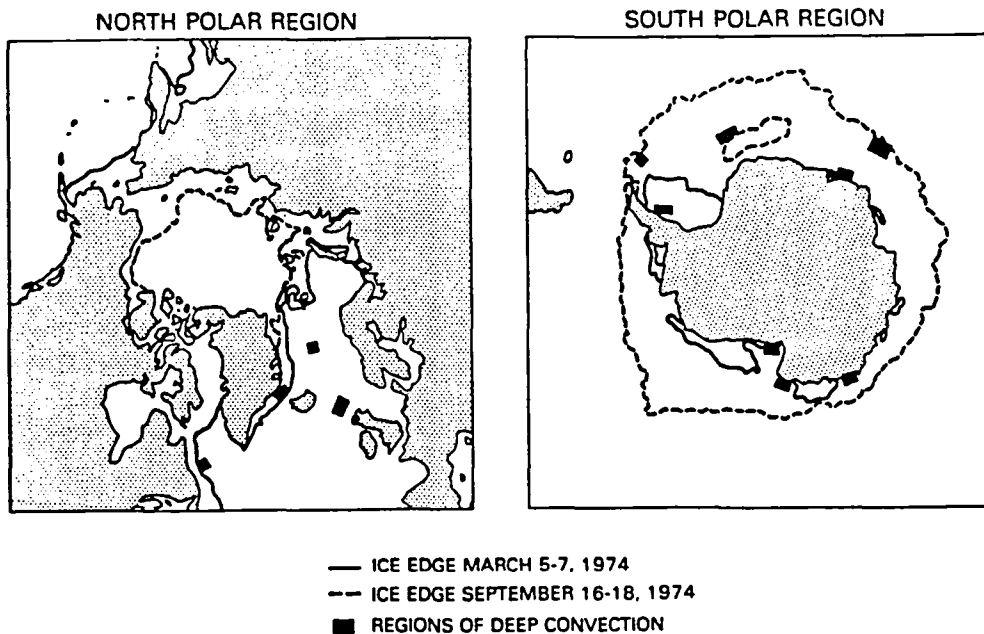 NORTH POLAR REGION
SOUTH POLAR REGION
ICE EDGE MARCH 5-7, 1974
ICE EDGE SEPTEMBER 16-18, 1974
REGIONS OF DEEP CONVECTION